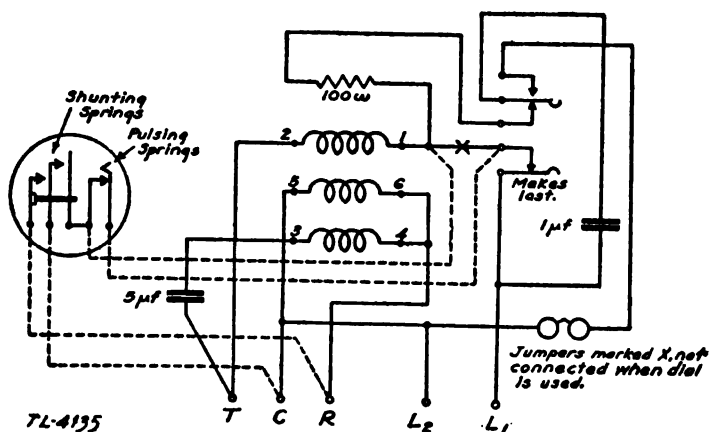 Shunting
Springs
Pulsing
Springs
100ω
2
1
5
6
3
4
Makes
last.
1μf
5μf
Jumpers marked X, not
connected when dial
is used.
T C R L2 L1
TL-4135